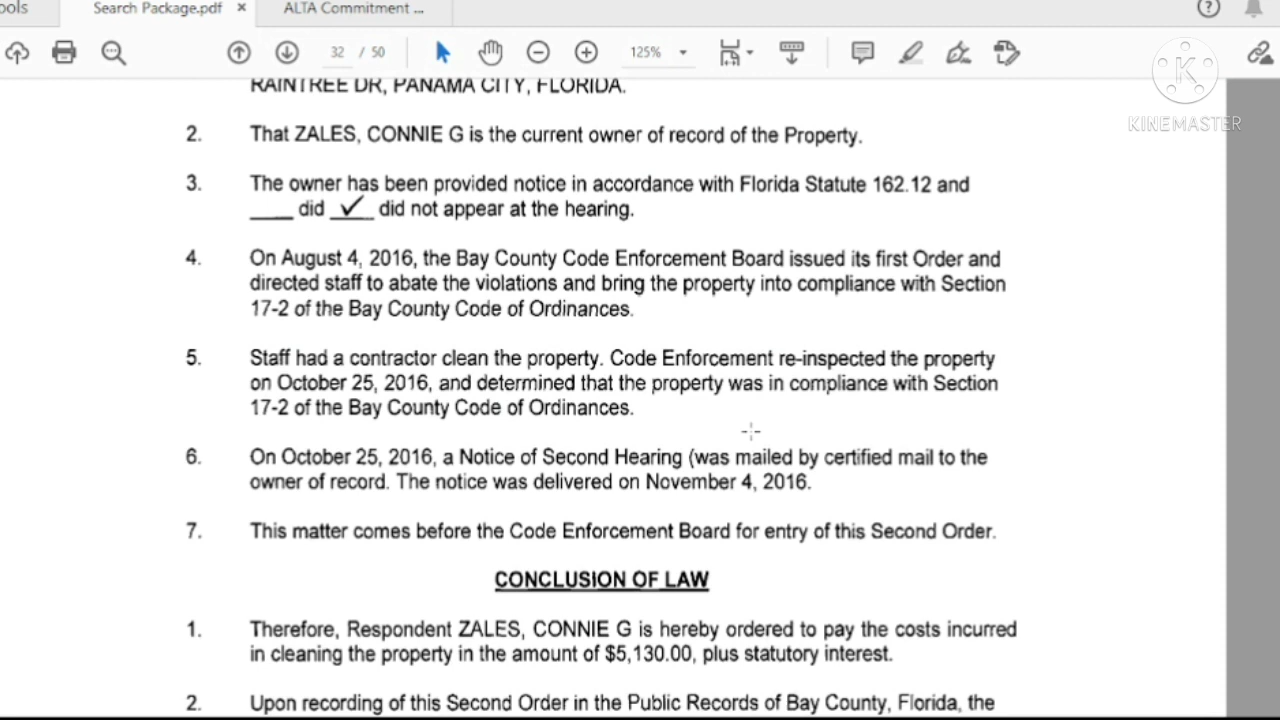 ools
Search Package.pdf × ALTA Commitment ...
32 / 50
125%
KINEMASTER
RAINTREE DR, PANAMA CITY, FLORIDA.
2. That ZALES, CONNIE G is the current owner of record of the Property.
3. The owner has been provided notice in accordance with Florida Statute 162.12 and
____ did _✓_ did not appear at the hearing.
4. On August 4, 2016, the Bay County Code Enforcement Board issued its first Order and
directed staff to abate the violations and bring the property into compliance with Section
17-2 of the Bay County Code of Ordinances.
5. Staff had a contractor clean the property. Code Enforcement re-inspected the property
on October 25, 2016, and determined that the property was in compliance with Section
17-2 of the Bay County Code of Ordinances.
6. On October 25, 2016, a Notice of Second Hearing (was mailed by certified mail to the
owner of record. The notice was delivered on November 4, 2016.
7. This matter comes before the Code Enforcement Board for entry of this Second Order.
CONCLUSION OF LAW
1. Therefore, Respondent ZALES, CONNIE G is hereby ordered to pay the costs incurred
in cleaning the property in the amount of $5,130.00, plus statutory interest.
2. Upon recording of this Second Order in the Public Records of Bay County, Florida, the